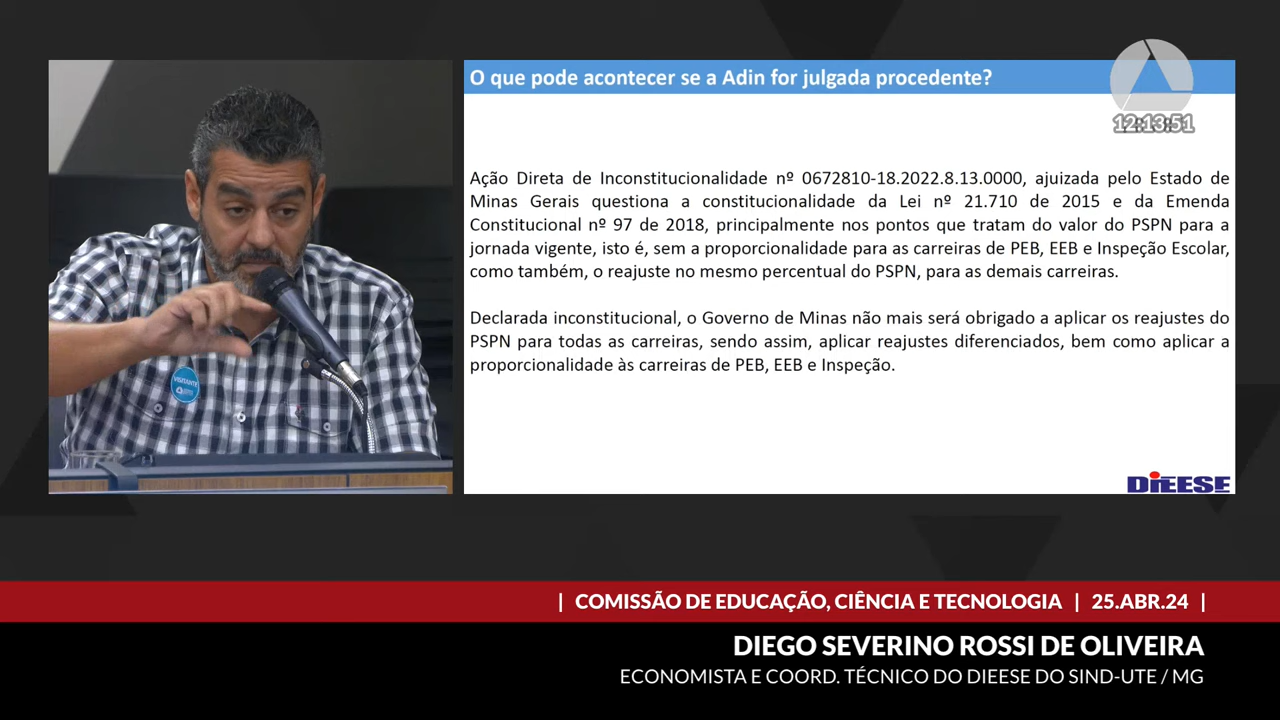 O que pode acontecer se a Adin for julgada procedente?
12:13:51
Ação Direta de Inconstitucionalidade nº 0672810-18.2022.8.13.0000, ajuizada pelo Estado de
Minas Gerais questiona a constitucionalidade da Lei nº 21.710 de 2015 e da Emenda
Constitucional nº 97 de 2018, principalmente nos pontos que tratam do valor do PSPN para a
jornada vigente, isto é, sem a proporcionalidade para as carreiras de PEB, EEB e Inspeção Escolar,
como também, o reajuste no mesmo percentual do PSPN, para as demais carreiras.
Declarada inconstitucional, o Governo de Minas não mais será obrigado a aplicar os reajustes do
PSPN para todas as carreiras, sendo assim, aplicar reajustes diferenciados, bem como aplicar a
proporcionalidade às carreiras de PEB, EEB e Inspeção.
VISITANTE
DIEESE
| COMISSÃO DE EDUCAÇÃO, CIÊNCIA E TECNOLOGIA | 25.ABR.24 |
DIEGO SEVERINO ROSSI DE OLIVEIRA
ECONOMISTA E COORD. TÉCNICO DO DIEESE DO SIND-UTE / MG